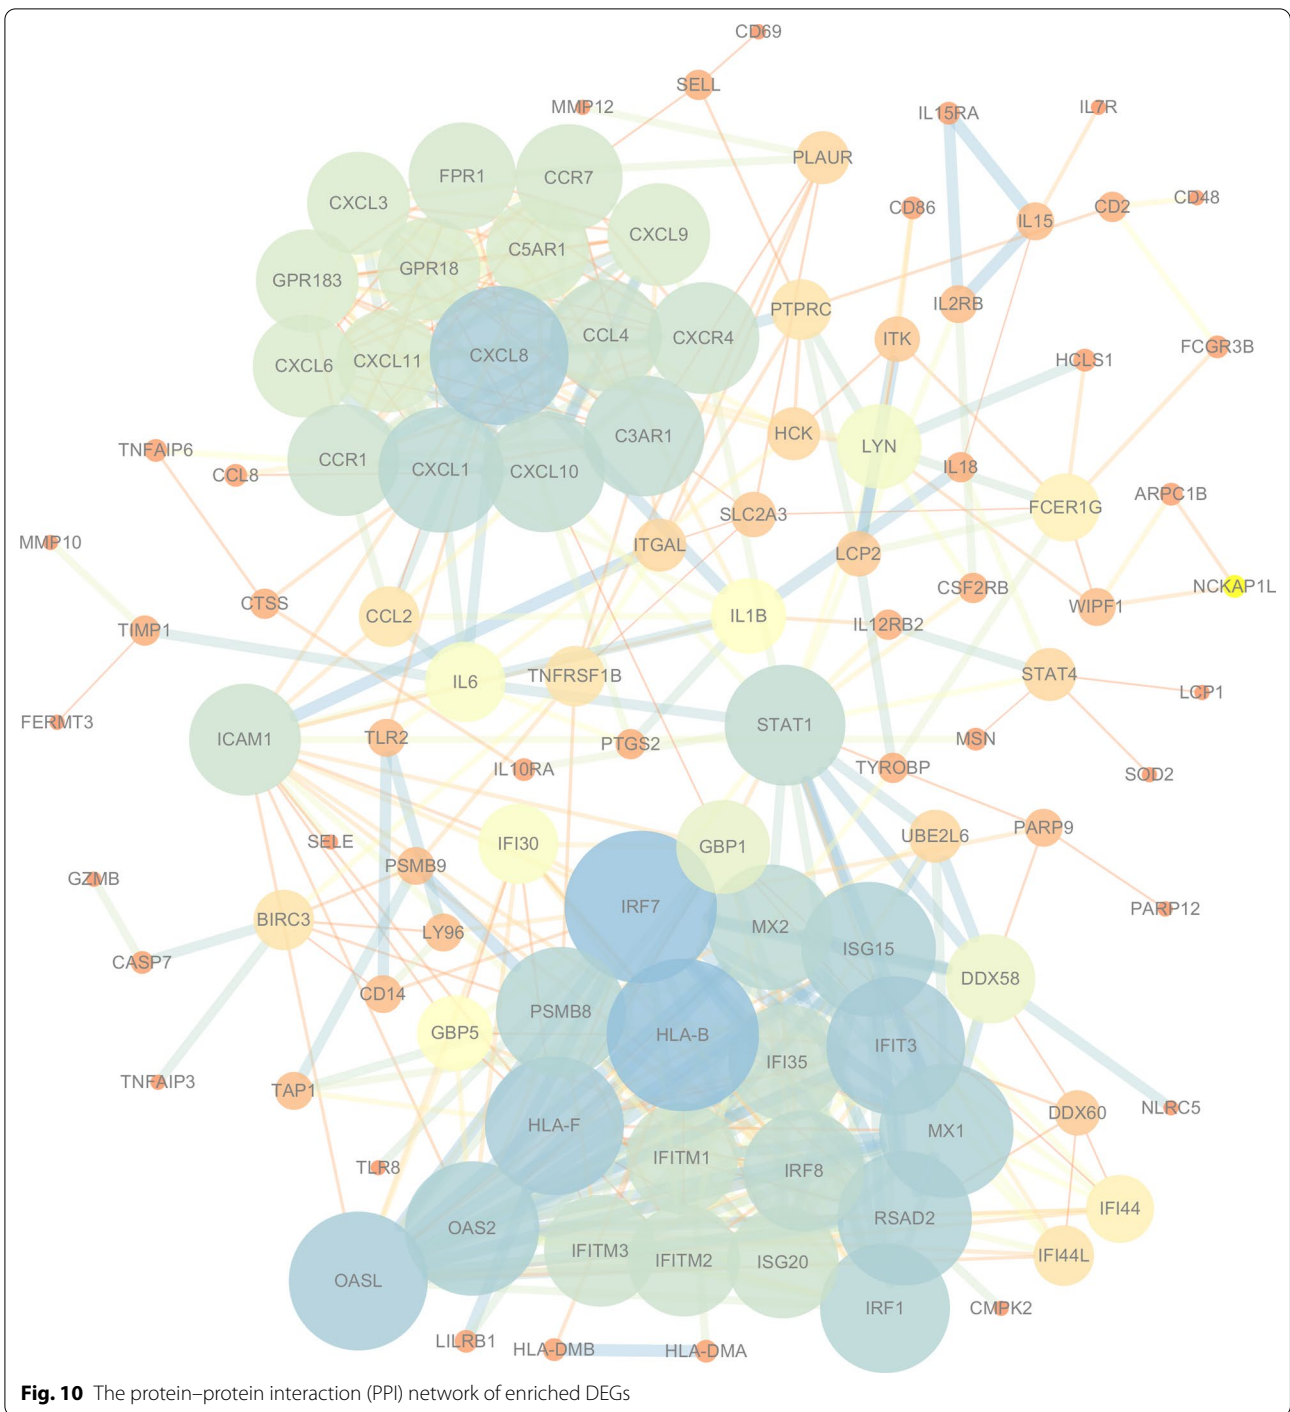 CD69
SELL
MMP12
IL15RA
IL7R
PLAUR
FPR1
CCR7
CXCL3
CD86
CD2
CD48
IL15
CXCL9
C5AR1
GPR18
GPR183
PTPRC
IL2RB
CCL4
CXCR4
ITK
FCGR3B
CXCL8
CXCL11
CXCL6
HCLS1
C3AR1
HCK
LYN
TNFAIP6
CCR1
CXCL1
CXCL10
CCL8
IL18
ARPC1B
FCER1G
SLC2A3
MMP10
ITGAL
LCP2
CSF2RB
NCKAP1L
CTSS
CCL2
IL1B
WIPF1
IL12RB2
TIMP1
IL6
TNFRSF1B
STAT4
LCP1
FERMT3
STAT1
ICAM1
TLR2
PTGS2
MSN
IL10RA
TYROBP
SOD2
SELE
IFI30
GBP1
UBE2L6
PARP9
PSMB9
GZMB
IRF7
PARP12
BIRC3
LY96
MX2
ISG15
CASP7
DDX58
CD14
PSMB8
GBP5
HLA-B
IFIT3
IFI35
TNFAIP3
TAP1
NLRC5
DDX60
HLA-F
MX1
IFITM1
TLR8
IRF8
IFI44
RSAD2
OAS2
IFITM3
IFITM2
ISG20
IFI44L
OASL
IRF1
CMPK2
LILRB1
HLA-DMB
HLA-DMA
Fig. 10 The protein–protein interaction (PPI) network of enriched DEGs